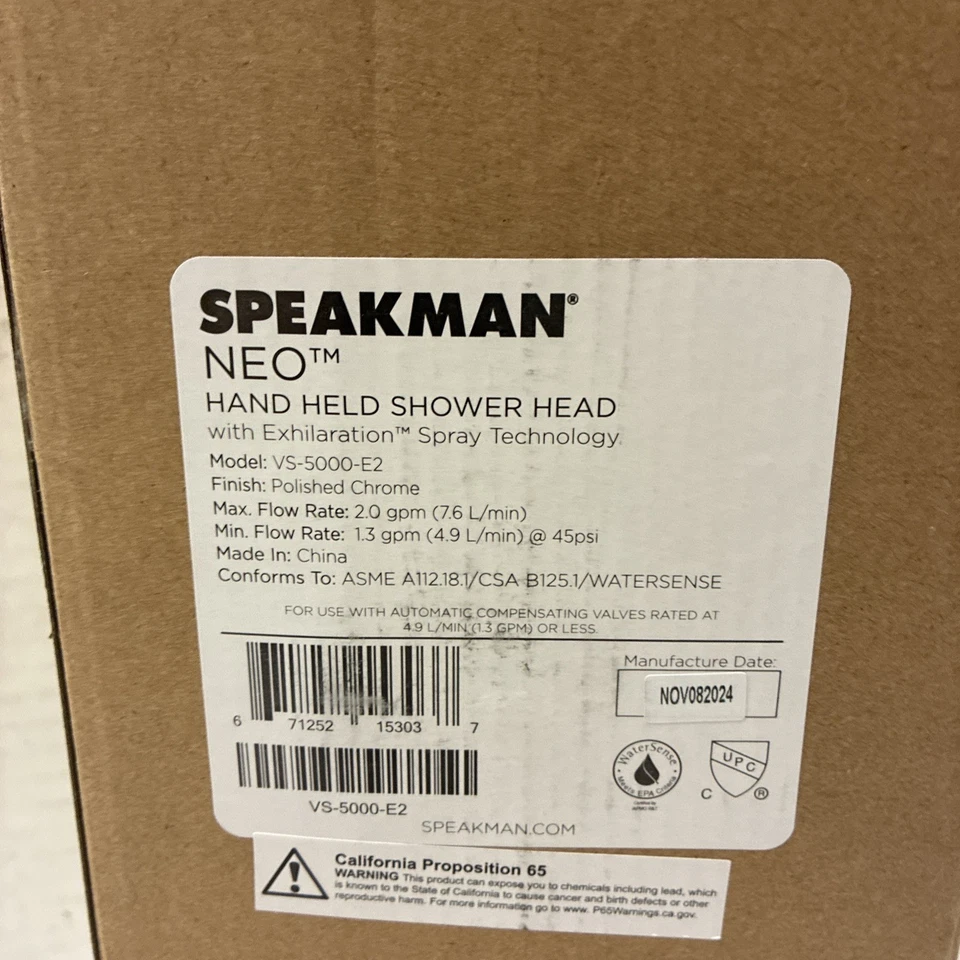 SPEAKMAN®
NEO™
HAND HELD SHOWER HEAD
with Exhilaration™ Spray Technology
Model: VS-5000-E2
Finish: Polished Chrome
Max. Flow Rate: 2.0 gpm (7.6 L/min)
Min. Flow Rate: 1.3 gpm (4.9 L/min) @ 45psi
Made In: China
Conforms To: ASME A112.18.1/CSA B125.1/WATERSENSE
FOR USE WITH AUTOMATIC COMPENSATING VALVES RATED AT
4.9 L/MIN (1.3 GPM) OR LESS.
6 71252 15303 7
VS-5000-E2
Manufacture Date:
NOV082024
WaterSense
Meets EPA Criteria
Certified by
UPC
C ®
SPEAKMAN.COM
California Proposition 65
WARNING This product can expose you to chemicals including lead, which
is known to the State of California to cause cancer and birth defects or other
reproductive harm. For more information go to www. P65Warnings.ca.gov.